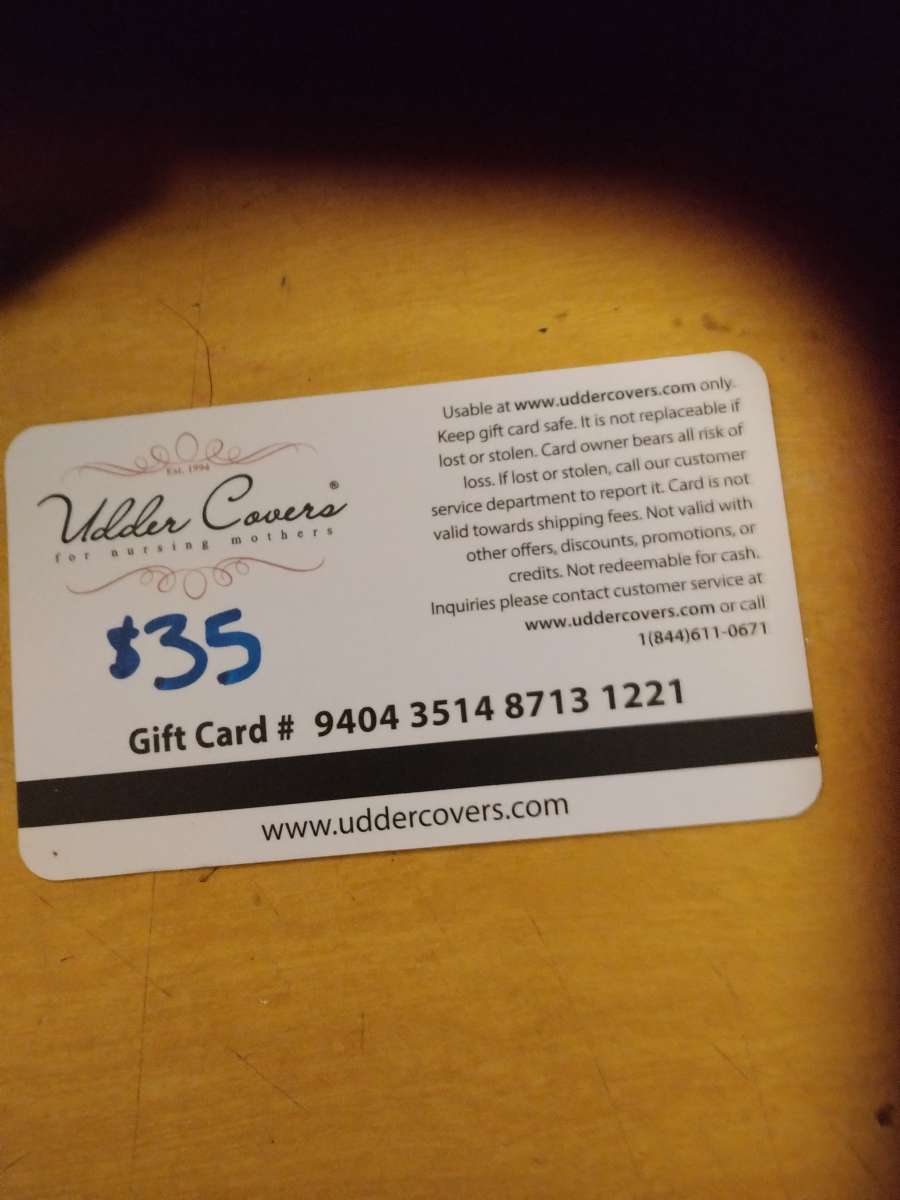 Est. 1994
Udder Covers®
for nursing mothers
$35
Usable at www.uddercovers.com only.
Keep gift card safe. It is not replaceable if
lost or stolen. Card owner bears all risk of
loss. If lost or stolen, call our customer
service department to report it. Card is not
valid towards shipping fees. Not valid with
other offers, discounts, promotions, or
credits. Not redeemable for cash.
Inquiries please contact customer service at
www.uddercovers.com or call
1(844)611-0671
Gift Card # 9404 3514 8713 1221
www.uddercovers.com